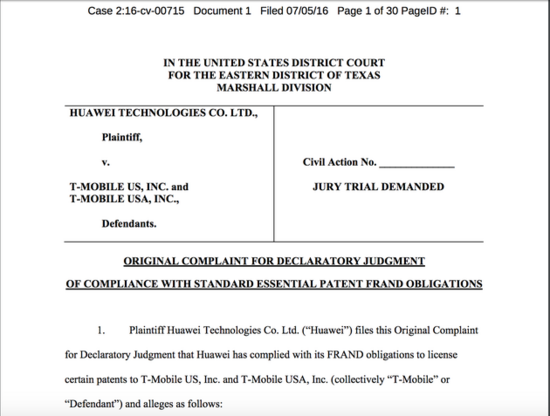 Case 2:16-cv-00715 Document 1 Filed 07/05/16 Page 1 of 30 PageID #: 1
IN THE UNITED STATES DISTRICT COURT
FOR THE EASTERN DISTRICT OF TEXAS
MARSHALL DIVISION
HUAWEI TECHNOLOGIES CO. LTD.,
Plaintiff,
v.
T-MOBILE US, INC. and
T-MOBILE USA, INC.,
Defendants.
Civil Action No. ______________
JURY TRIAL DEMANDED
ORIGINAL COMPLAINT FOR DECLARATORY JUDGMENT
OF COMPLIANCE WITH STANDARD ESSENTIAL PATENT FRAND OBLIGATIONS
1. Plaintiff Huawei Technologies Co. Ltd. (“Huawei”) files this Original Complaint
for Declaratory Judgment that Huawei has complied with its FRAND obligations to license
certain patents to T-Mobile US, Inc. and T-Mobile USA, Inc. (collectively “T-Mobile” or
“Defendant”) and alleges as follows: